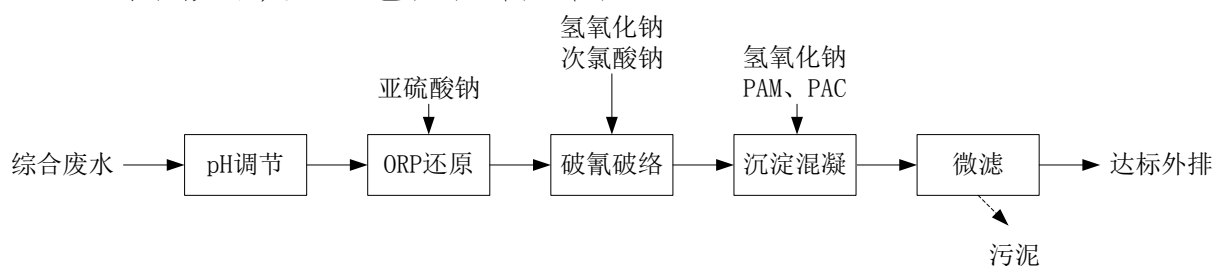 氢氧化钠
次氯酸钠
氢氧化钠
PAM、PAC
亚硫酸钠
综合废水
pH调节
ORP还原
破氰破络
沉淀混凝
微滤
达标外排
污泥